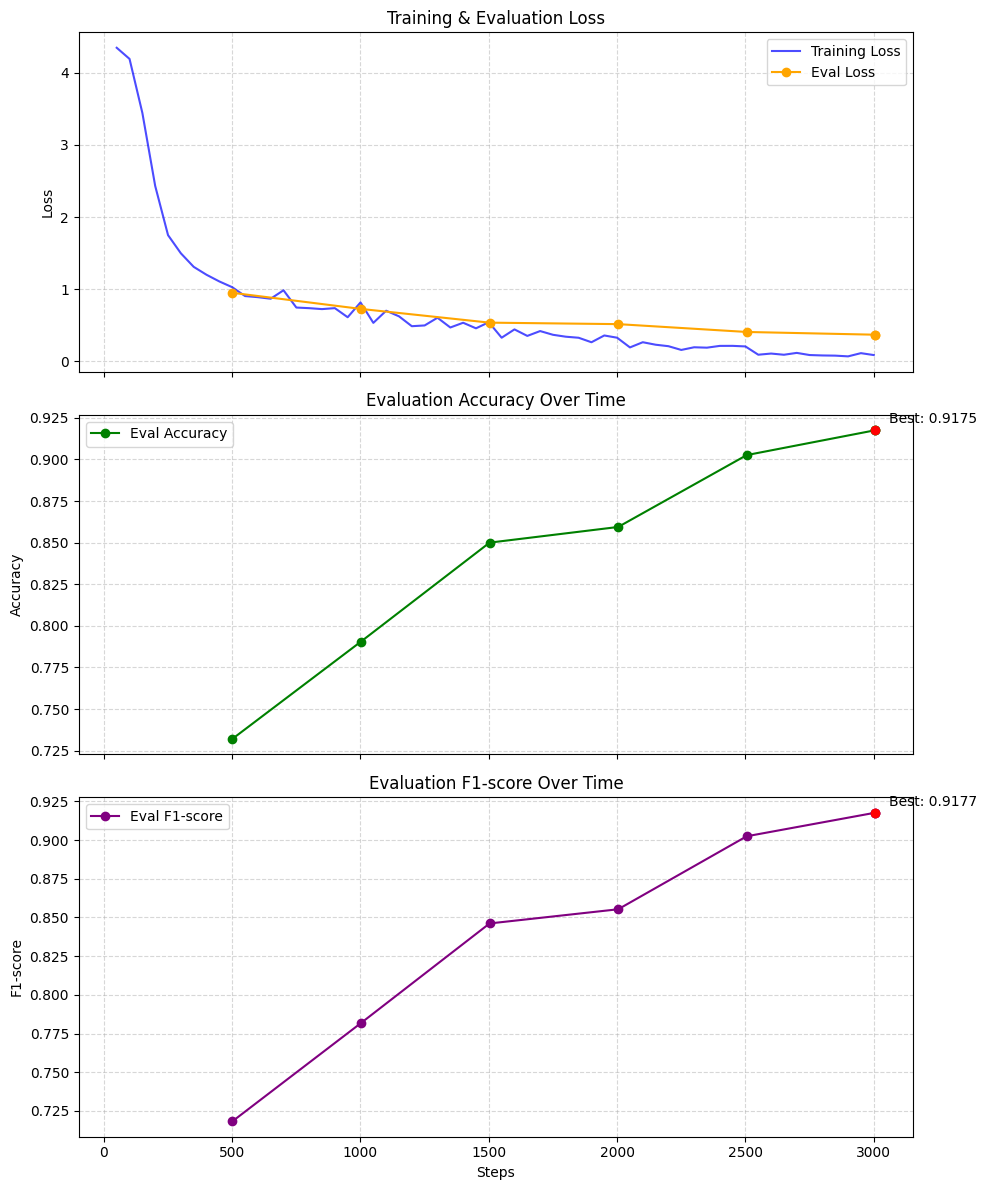 Training & Evaluation Loss
Training Loss
Eval Loss
4
3
2
1
0
Loss
Evaluation Accuracy Over Time
Eval Accuracy
Best: 0.9175
0.925
0.900
0.875
0.850
0.825
0.800
0.775
0.750
0.725
Accuracy
Evaluation F1-score Over Time
Eval F1-score
Best: 0.9177
0.925
0.900
0.875
0.850
0.825
0.800
0.775
0.750
0.725
F1-score
0 500 1000 1500 2000 2500 3000
Steps